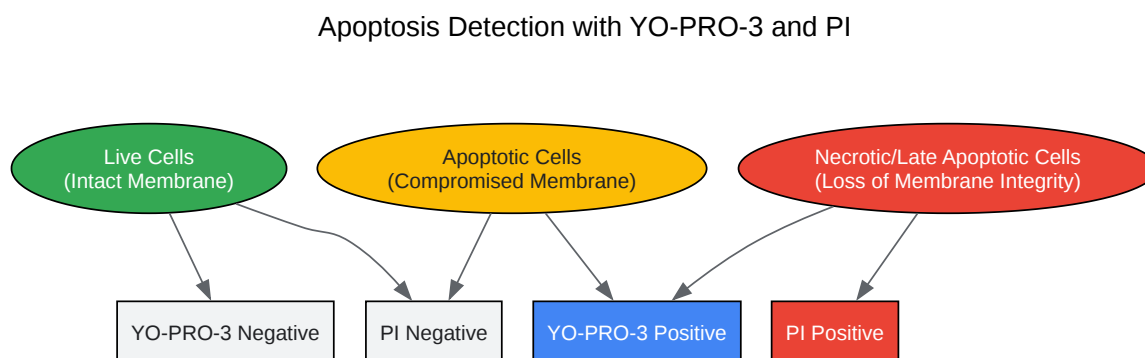 Apoptosis Detection with YO-PRO-3 and PI
Live Cells
(Intact Membrane)
Apoptotic Cells
(Compromised Membrane)
Necrotic/Late Apoptotic Cells
(Loss of Membrane Integrity)
YO-PRO-3 Negative
PI Negative
YO-PRO-3 Positive
PI Positive